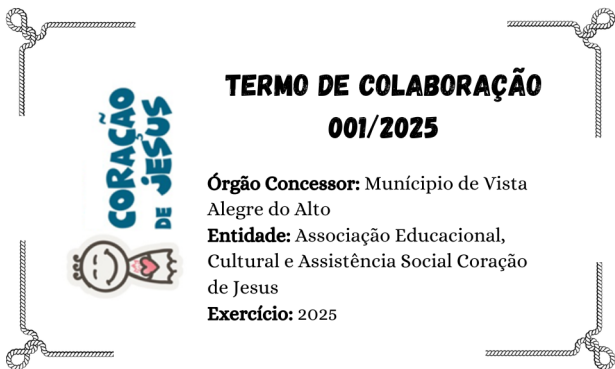 CORAÇÃO
DE JESUS
TERMO DE COLABORAÇÃO
001/2025
Órgão Concessor: Munícipio de Vista
Alegre do Alto
Entidade: Associação Educacional,
Cultural e Assistência Social Coração
de Jesus
Exercício: 2025